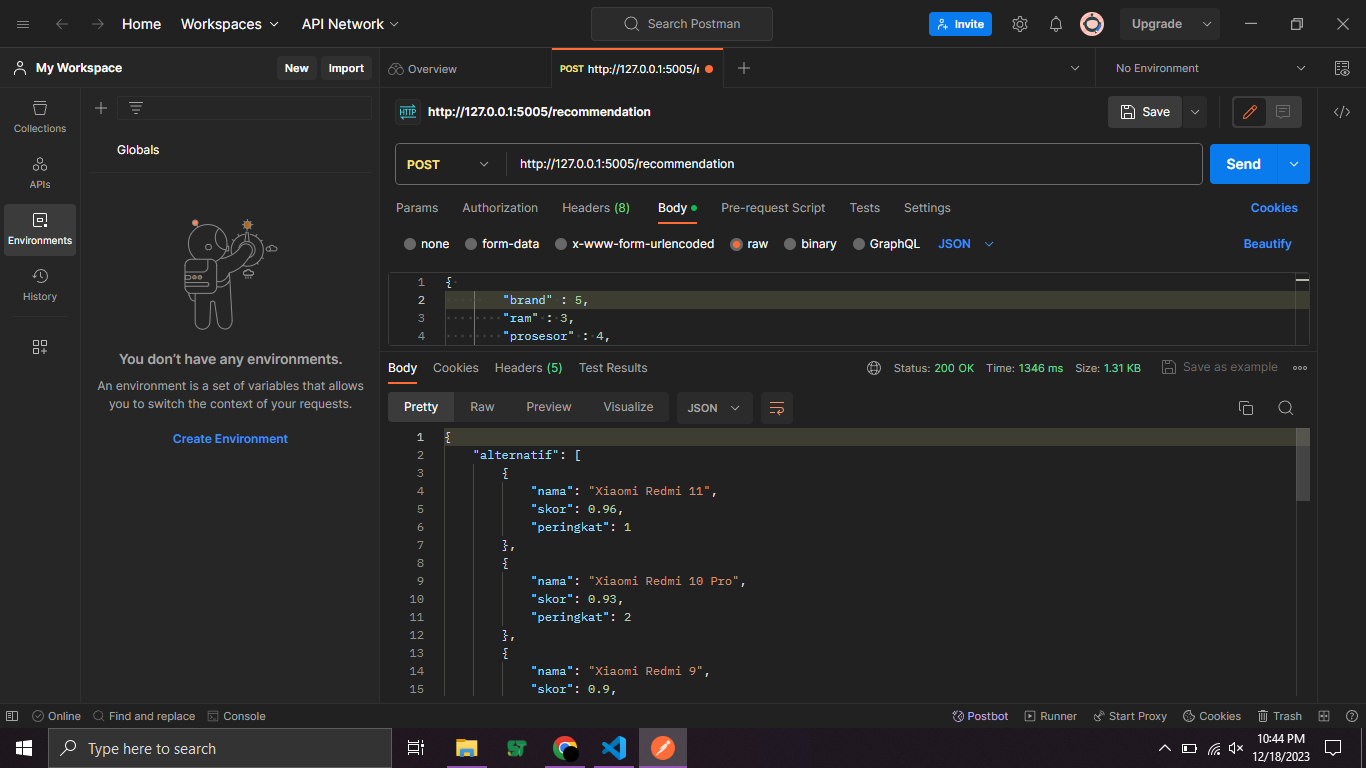 Home Workspaces API Network Search Postman Invite Upgrade
My Workspace New Import Overview POST http://127.0.0.1:5005/r No Environment
Collections
APIs
Environments
History
Globals
You don’t have any environments.
An environment is a set of variables that allows
you to switch the context of your requests.
Create Environment
HTTP http://127.0.0.1:5005/recommendation Save
POST http://127.0.0.1:5005/recommendation Send
Params Authorization Headers (8) Body Pre-request Script Tests Settings Cookies
none form-data x-www-form-urlencoded raw binary GraphQL JSON Beautify
1 {
2 "brand" : 5,
3 "ram" : 3,
4 "prosesor" : 4,
Body Cookies Headers (5) Test Results Status: 200 OK Time: 1346 ms Size: 1.31 KB Save as example
Pretty Raw Preview Visualize JSON
1 {
2 "alternatif": [
3 {
4 "nama": "Xiaomi Redmi 11",
5 "skor": 0.96,
6 "peringkat": 1
7 },
8 {
9 "nama": "Xiaomi Redmi 10 Pro",
10 "skor": 0.93,
11 "peringkat": 2
12 },
13 {
14 "nama": "Xiaomi Redmi 9",
15 "skor": 0.9,
Online Find and replace Console Postbot Runner Start Proxy Cookies Trash
Type here to search
10:44 PM
12/18/2023